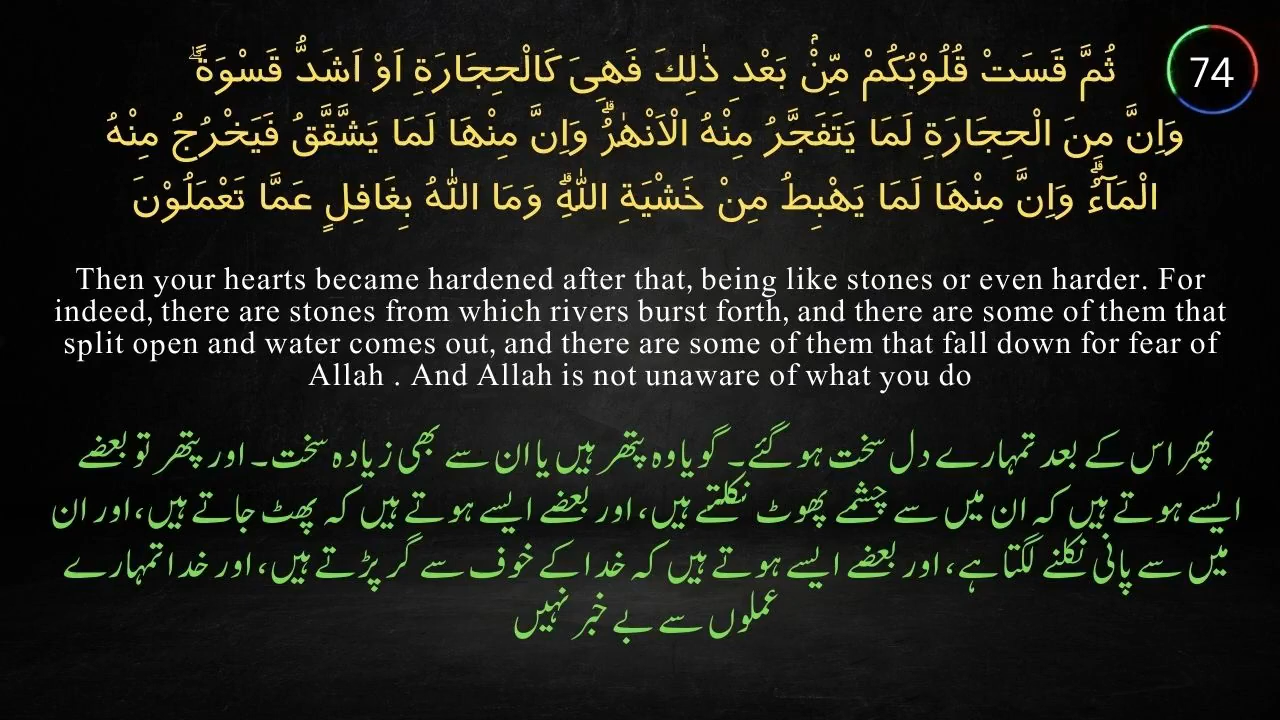 74
ثُمَّ قَسَتْ قُلُوْبُكُمْ مِّنْۢ بَعْدِ ذٰلِكَ فَهِىَ كَالْحِجَارَةِ اَوْ اَشَدُّ قَسْوَةً ؕ
وَاِنَّ مِنَ الْحِجَارَةِ لَمَا يَتَفَجَّرُ مِنْهُ الْاَنْهٰرُؕ وَاِنَّ مِنْهَا لَمَا يَشَّقَّقُ فَيَخْرُجُ مِنْهُ
الْمَآءُؕ وَاِنَّ مِنْهَا لَمَا يَهْبِطُ مِنْ خَشْيَةِ اللّٰهِؕ وَمَا اللّٰهُ بِغَافِلٍ عَمَّا تَعْمَلُوْنَ
Then your hearts became hardened after that, being like stones or even harder. For
indeed, there are stones from which rivers burst forth, and there are some of them that
split open and water comes out, and there are some of them that fall down for fear of
Allah . And Allah is not unaware of what you do
پھر اس کے بعد تمہارے دل سخت ہوگئے۔ گویا وہ پتھر ہیں یا ان سے بھی زیادہ سخت۔ اور پتھر تو بعضے
ایسے ہوتے ہیں کہ ان میں سے چشمے پھوٹ نکلتے ہیں، اور بعضے ایسے ہوتے ہیں کہ پھٹ جاتے ہیں،اور ان
میں سے پانی نکلنے لگتا ہے، اور بعضے ایسے ہوتے ہیں کہ خدا کے خوف سے گر پڑتے ہیں، اور خدا تمہارے
عملوں سے بے خبر نہیں